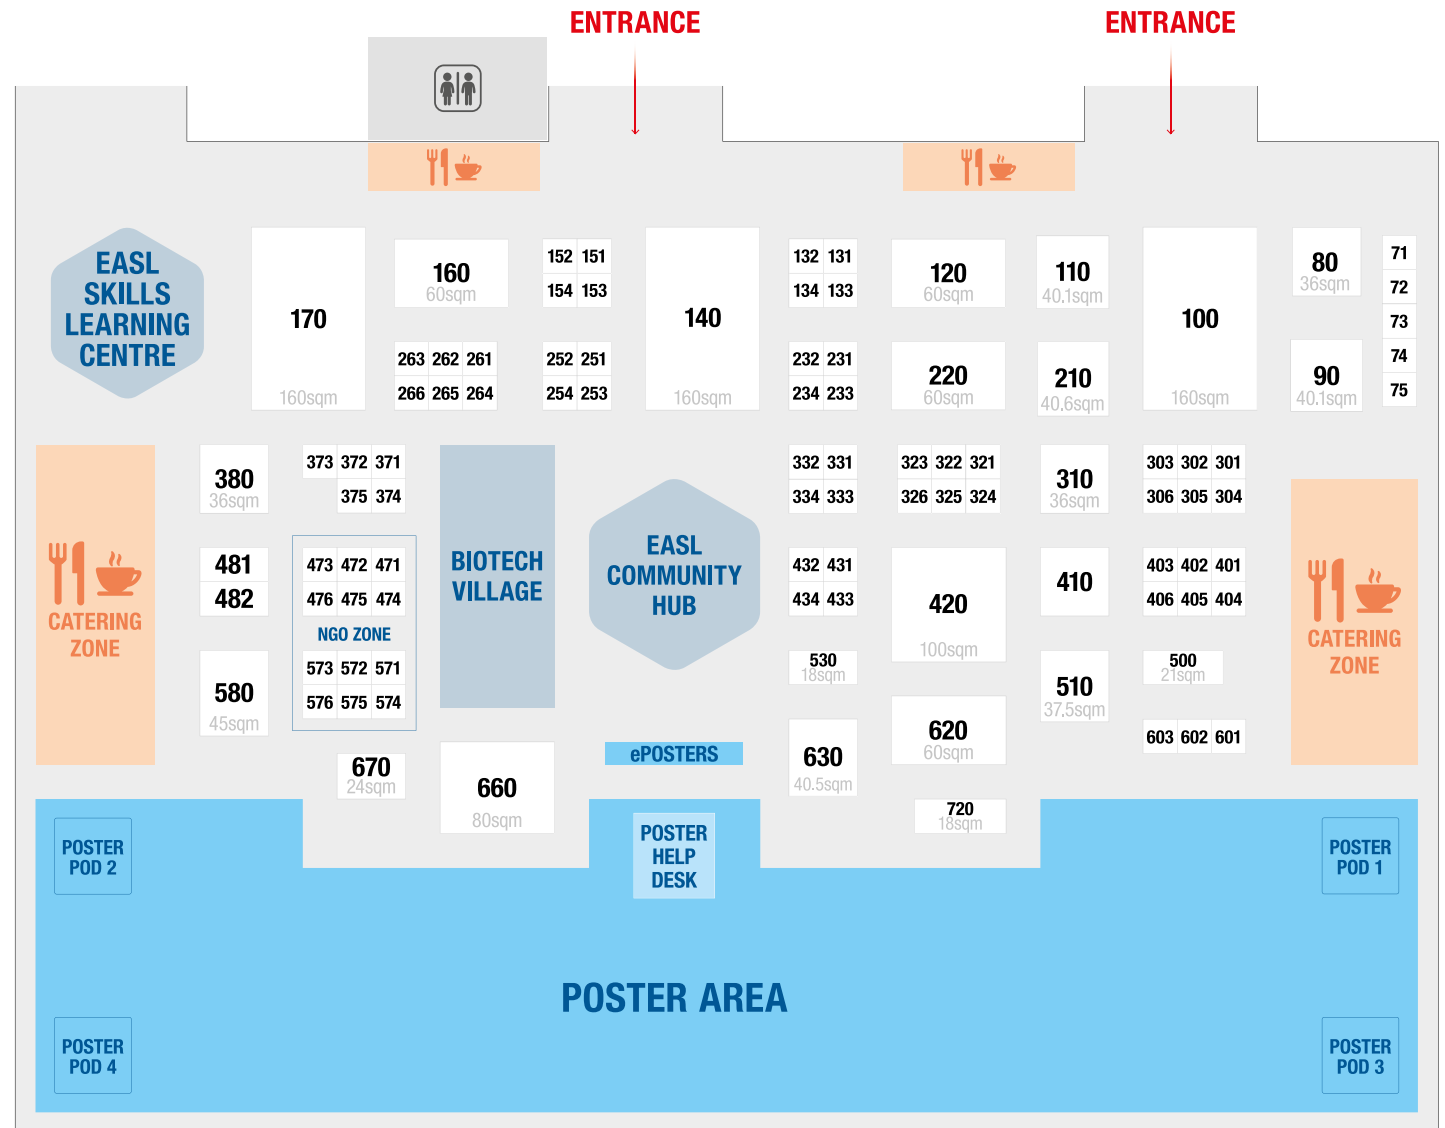 ENTRANCE
ENTRANCE
EASL
SKILLS
LEARNING
CENTRE
170
160sqm
160
60sqm
152 151
154 153
263 262 261
266 265 264
252 251
254 253
140
160sqm
132 131
134 133
232 231
234 233
120
60sqm
220
60sqm
110
40.1sqm
210
40.6sqm
100
160sqm
80
36sqm
90
40.1sqm
71
72
73
74
75
CATERING
ZONE
380
36sqm
373 372 371
375 374
481
482
473 472 471
476 475 474
NGO ZONE
573 572 571
576 575 574
580
45sqm
670
24sqm
BIOTECH
VILLAGE
660
80sqm
EASL
COMMUNITY
HUB
ePOSTERS
332 331
334 333
432 431
434 433
530
18sqm
630
40.5sqm
323 322 321
326 325 324
420
100sqm
620
60sqm
720
18sqm
310
36sqm
410
510
37.5sqm
303 302 301
306 305 304
403 402 401
406 405 404
500
21sqm
603 602 601
CATERING
ZONE
POSTER
POD 2
POSTER
HELP
DESK
POSTER
POD 1
POSTER AREA
POSTER
POD 4
POSTER
POD 3